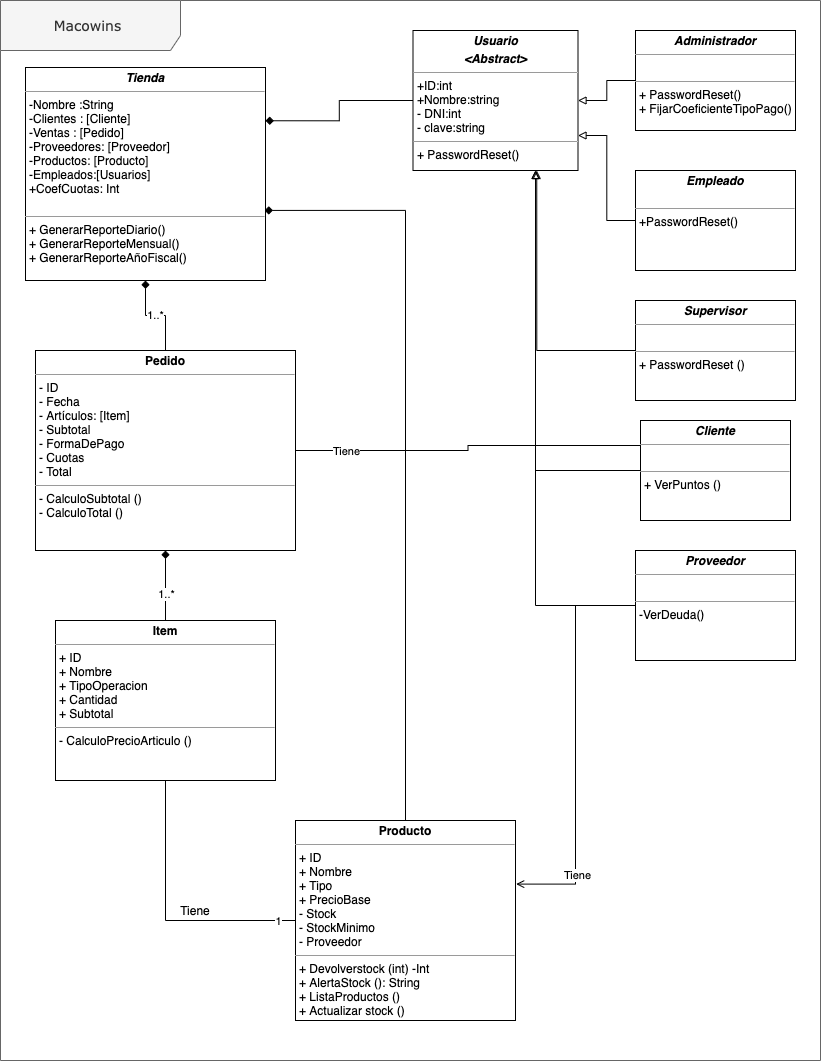 Macowins
Tienda
-Nombre :String
-Clientes : [Cliente]
-Ventas : [Pedido]
-Proveedores: [Proveedor]
-Productos: [Producto]
-Empleados:[Usuarios]
+CoefCuotas: Int
+ GenerarReporteDiario()
+ GenerarReporteMensual()
+ GenerarReporteAñoFiscal()
Usuario
<Abstract>
+ID:int
+Nombre:string
- DNI:int
- clave:string
+ PasswordReset()
Administrador
+ PasswordReset()
+ FijarCoeficienteTipoPago()
Empleado
+PasswordReset()
Supervisor
+ PasswordReset ()
1..*
Pedido
- ID
- Fecha
- Artículos: [Item]
- Subtotal
- FormaDePago
- Cuotas
- Total
- CalculoSubtotal ()
- CalculoTotal ()
Tiene
Cliente
+ VerPuntos ()
Proveedor
-VerDeuda()
1..*
Item
+ ID
+ Nombre
+ TipoOperacion
+ Cantidad
+ Subtotal
- CalculoPrecioArticulo ()
Tiene
1
Producto
+ ID
+ Nombre
+ Tipo
+ PrecioBase
- Stock
- StockMinimo
- Proveedor
+ Devolverstock (int) -Int
+ AlertaStock (): String
+ ListaProductos ()
+ Actualizar stock ()
Tiene